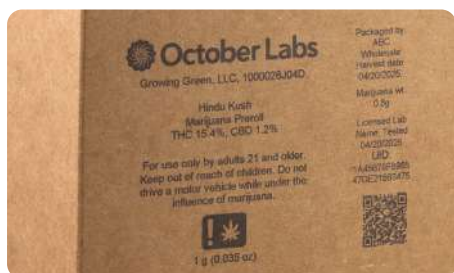 October Labs
Growing Green, LLC, 1000026J04D
Hindu Kush
Marijuana Preroll
THC 15.4%, CBD 1.2%
For use only by adults 21 and older.
Keep out of reach of children. Do not
drive a motor vehicle while under the
influence of marijuana.
1 g (0.035 oz)
Packaged by
ABC
Wholesale
Harvest date
04/20/2025
Marijuana wt.
0.8g
Licensed Lab
Name, Tested
04/20/2025
UID: